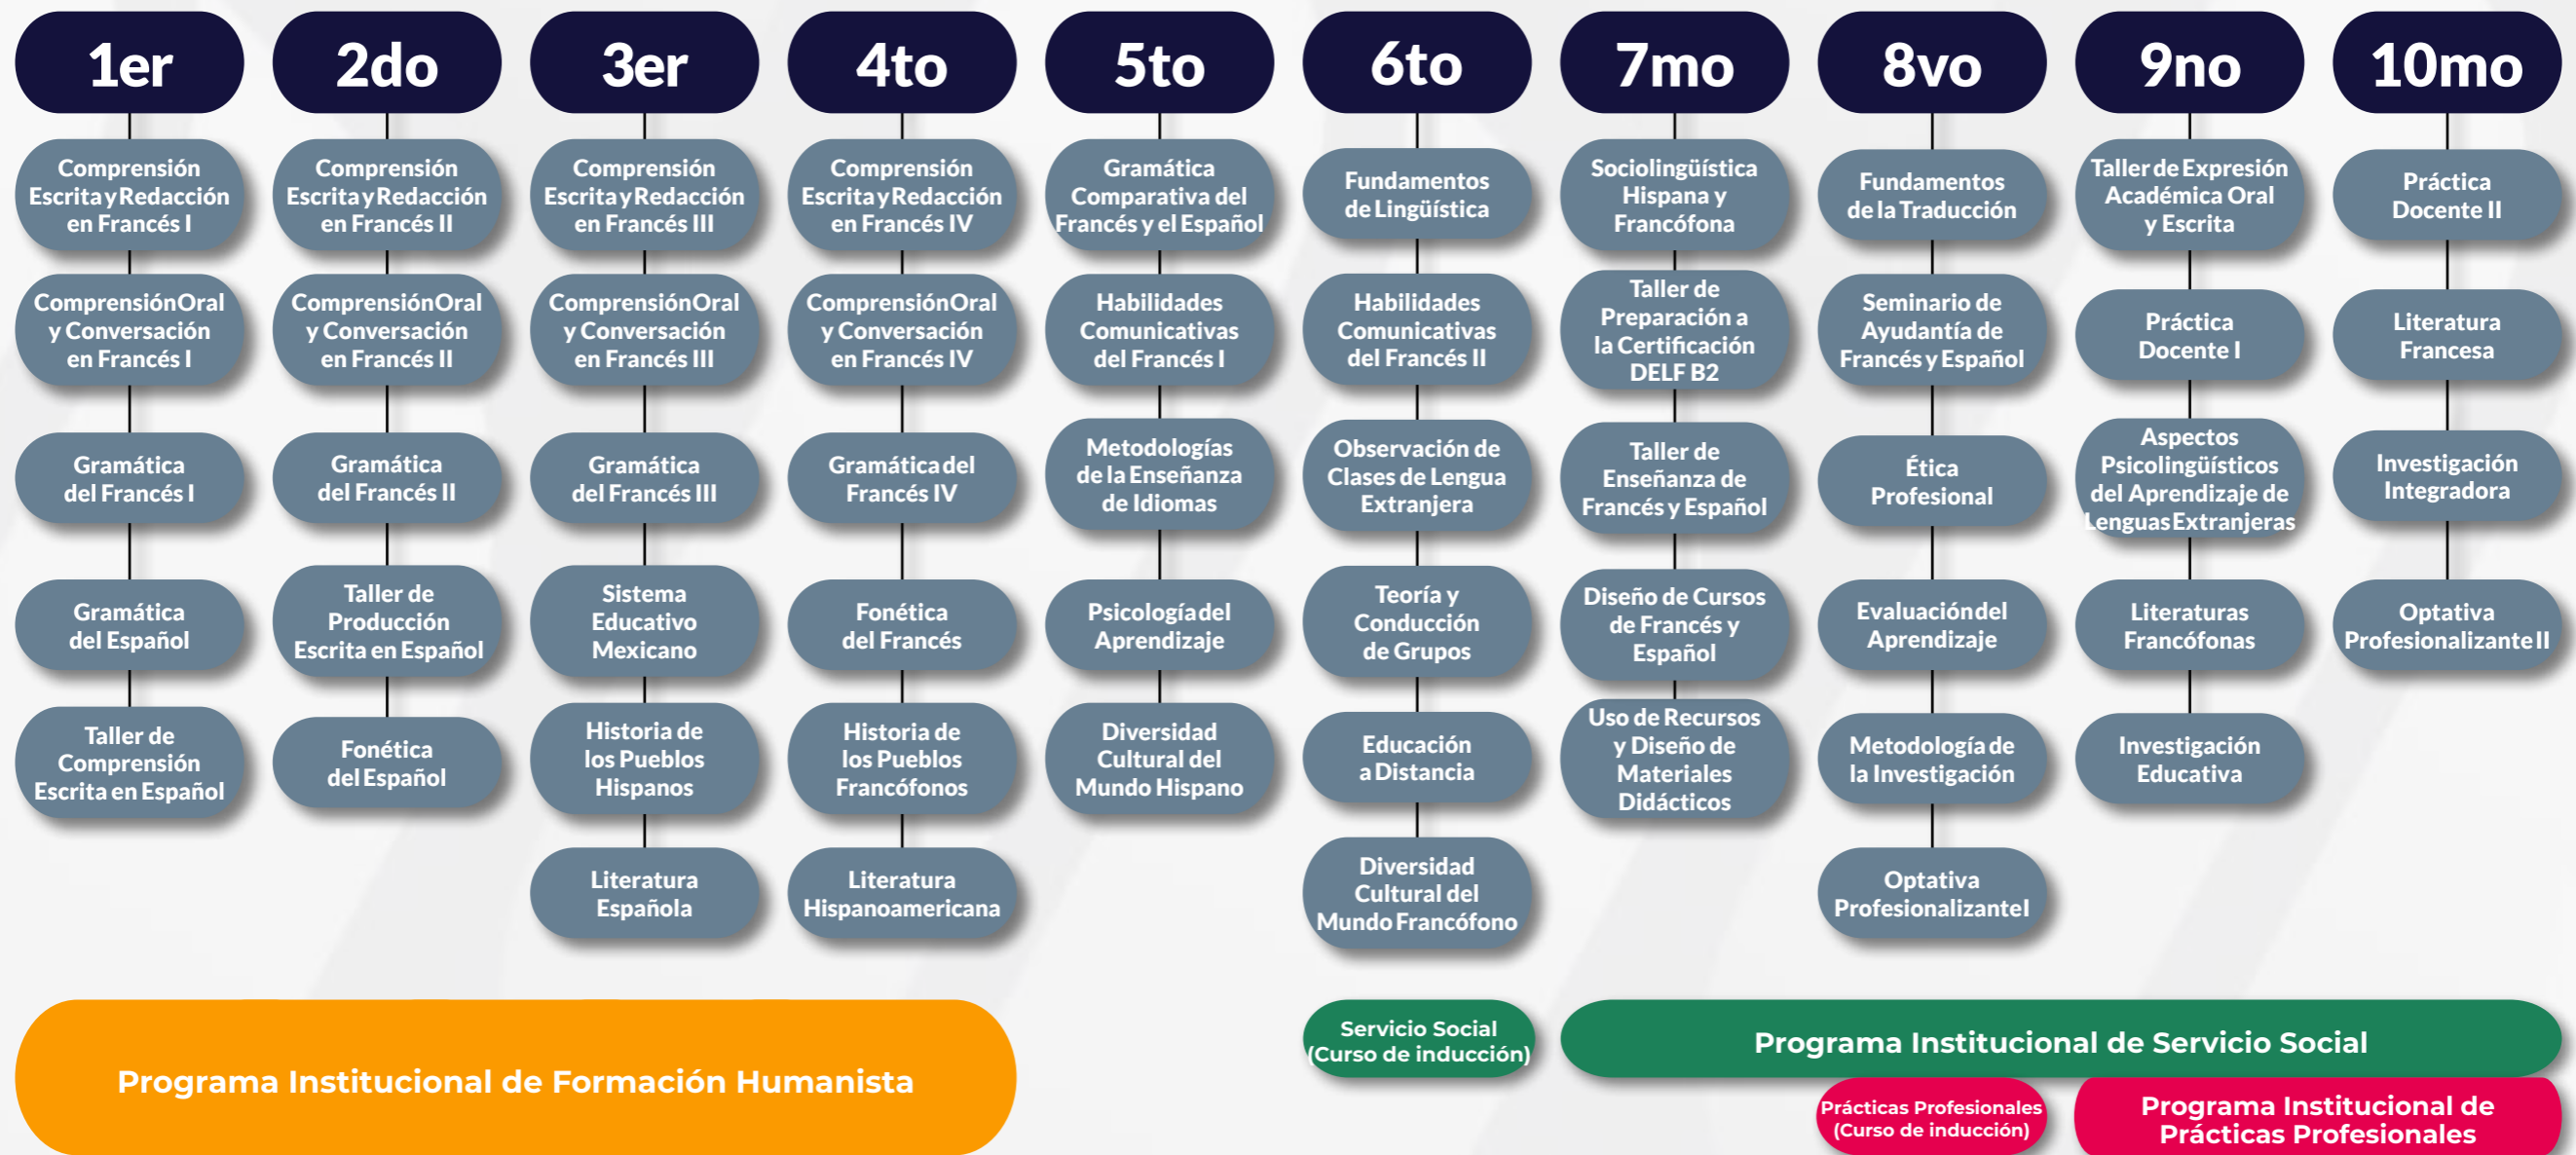 1er
Comprensión
Escrita y Redacción
en Francés I
Comprensión Oral
y Conversación
en Francés I
Gramática
del Francés I
Gramática
del Español
Taller de
Comprensión
Escrita en Español
2do
Comprensión
Escrita y Redacción
en Francés II
Comprensión Oral
y Conversación
en Francés II
Gramática
del Francés II
Taller de
Producción
Escrita en Español
Fonética
del Español
3er
Comprensión
Escrita y Redacción
en Francés III
Comprensión Oral
y Conversación
en Francés III
Gramática
del Francés III
Sistema
Educativo
Mexicano
Historia de
los Pueblos
Hispanos
Literatura
Española
4to
Comprensión
Escrita y Redacción
en Francés IV
Comprensión Oral
y Conversación
en Francés IV
Gramática del
Francés IV
Fonética
del Francés
Historia de
los Pueblos
Francófonos
Literatura
Hispanoamericana
5to
Gramática
Comparativa del
Francés y el Español
Habilidades
Comunicativas
del Francés I
Metodologías
de la Enseñanza
de Idiomas
Psicología del
Aprendizaje
Diversidad
Cultural del
Mundo Hispano
6to
Fundamentos
de Lingüística
Habilidades
Comunicativas
del Francés II
Observación de
Clases de Lengua
Extranjera
Teoría y
Conducción
de Grupos
Educación
a Distancia
Diversidad
Cultural del
Mundo Francófono
7mo
Sociolingüística
Hispana y
Francófona
Taller de
Preparación a
la Certificación
DELF B2
Taller de
Enseñanza de
Francés y Español
Diseño de Cursos
de Francés y
Español
Uso de Recursos
y Diseño de
Materiales
Didácticos
8vo
Fundamentos
de la Traducción
Seminario de
Ayudantía de
Francés y Español
Ética
Profesional
Evaluación del
Aprendizaje
Metodología de
la Investigación
Optativa
Profesionalizante I
9no
Taller de Expresión
Académica Oral
y Escrita
Práctica
Docente I
Aspectos
Psicolingüísticos
del Aprendizaje de
Lenguas Extranjeras
Literaturas
Francófonas
Investigación
Educativa
10mo
Práctica
Docente II
Literatura
Francesa
Investigación
Integradora
Optativa
Profesionalizante II
Programa Institucional de Formación Humanista
Servicio Social
(Curso de inducción)
Programa Institucional de Servicio Social
Prácticas Profesionales
(Curso de inducción)
Programa Institucional de
Prácticas Profesionales